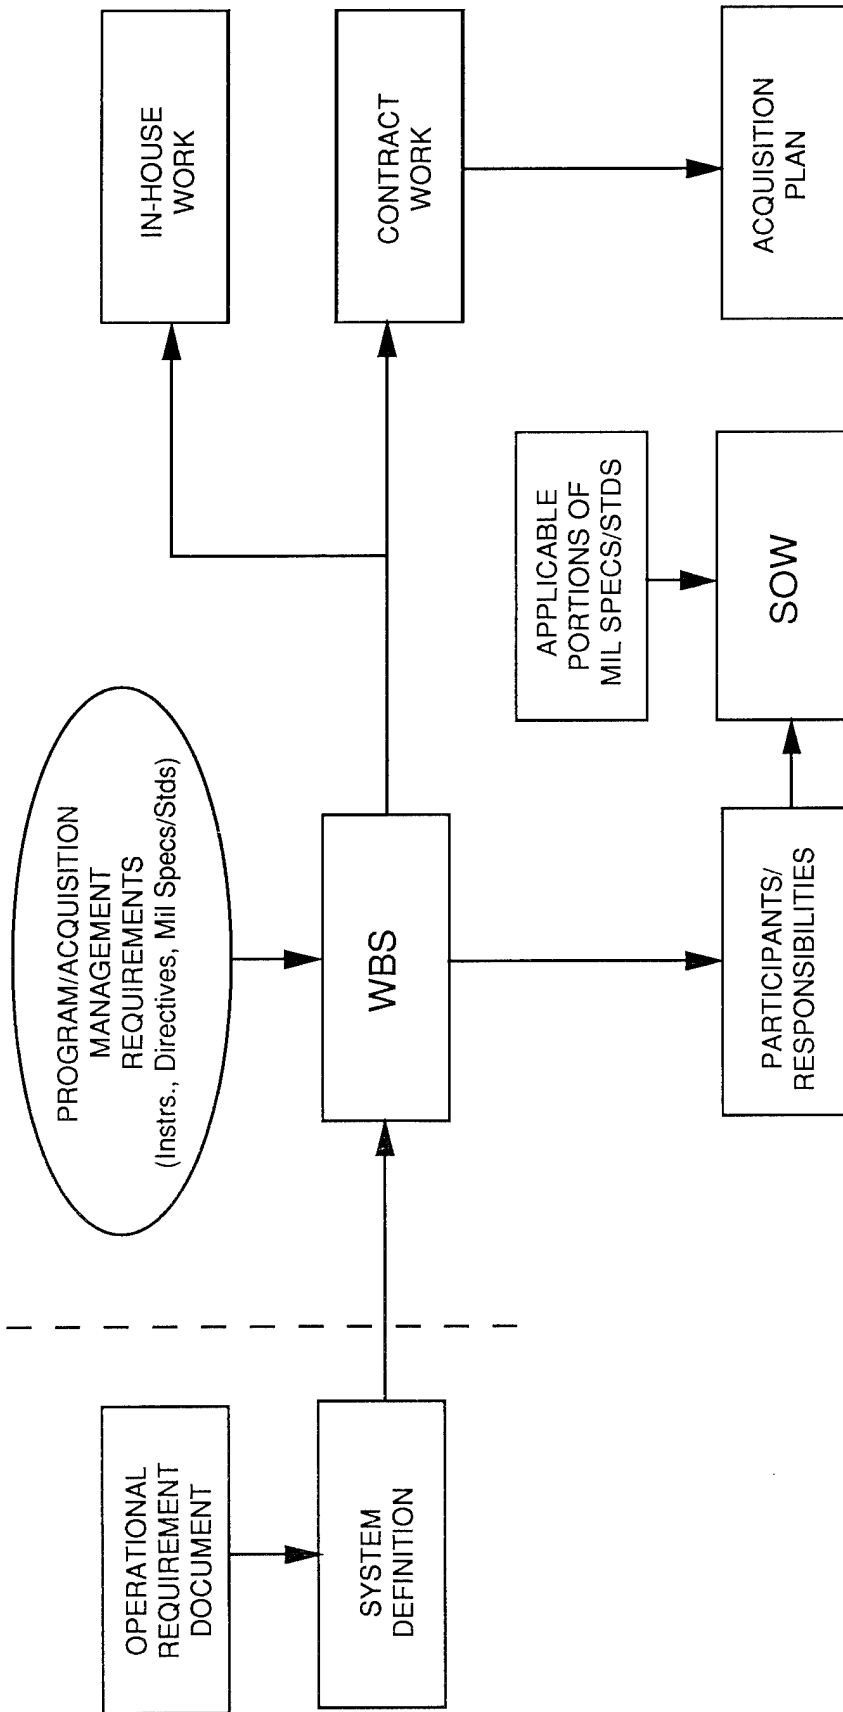 OPERATIONAL
REQUIREMENT
DOCUMENT
SYSTEM
DEFINITION
PROGRAM/ACQUISITION
MANAGEMENT
REQUIREMENTS
(Instrs., Directives, Mil Specs/Stds)
WBS
PARTICIPANTS/
RESPONSIBILITIES
IN-HOUSE
WORK
CONTRACT
WORK
APPLICABLE
PORTIONS OF
MIL SPECS/STDS
SOW
ACQUISITION
PLAN